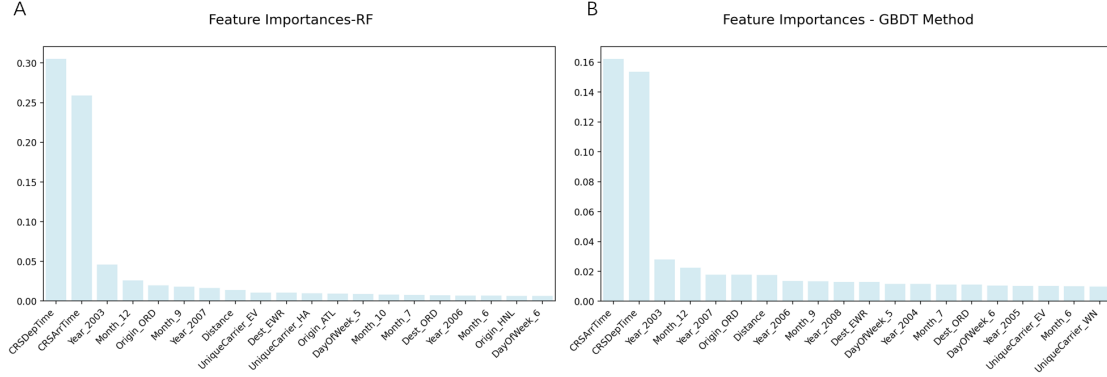 A
Feature Importances-RF
0.30
0.25
0.20
0.15
0.10
0.05
0.00
CRSDepTime
CRSArrTime
Year_2003
Month_12
Origin_ORD
Month_9
Year_2007
Distance
UniqueCarrier_EV
Dest_EWR
UniqueCarrier_HA
Origin_ATL
DayOfWeek_5
Month_10
Month_7
Dest_ORD
Year_2006
Month_6
Origin_HNL
DayOfWeek_6
B
Feature Importances - GBDT Method
0.16
0.14
0.12
0.10
0.08
0.06
0.04
0.02
0.00
CRSArrTime
CRSDepTime
Year_2003
Month_12
Year_2007
Origin_ORD
Distance
Year_2006
Month_9
Year_2008
Dest_EWR
DayOfWeek_5
Year_2004
Month_7
Dest_ORD
DayOfWeek_6
Year_2005
UniqueCarrier_EV
Month_6
UniqueCarrier_WN